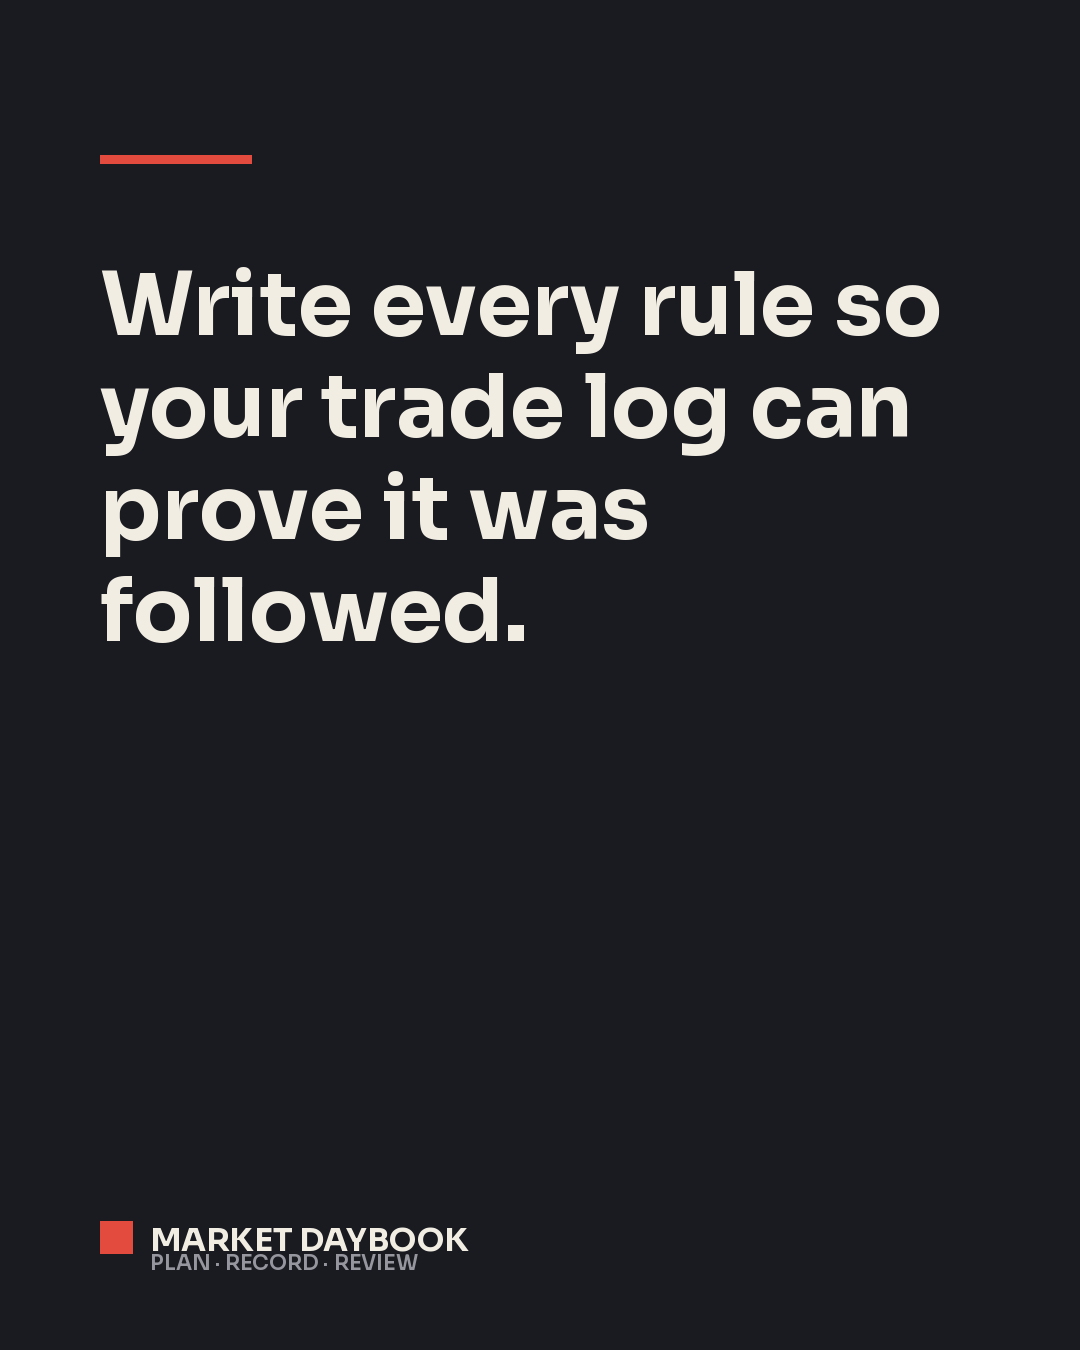 Write every rule so
your trade log can
prove it was
followed.
MARKET DAYBOOK
PLAN · RECORD · REVIEW